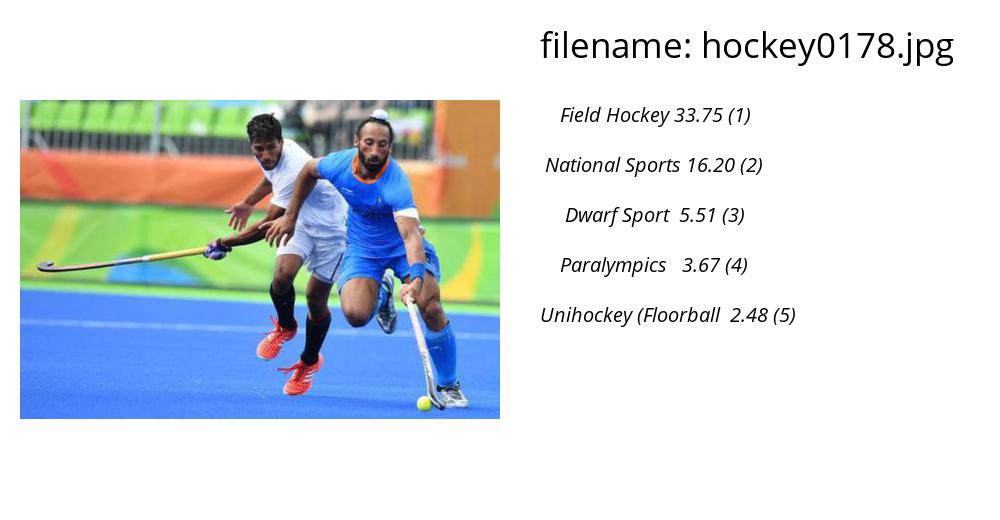 filename: hockey0178.jpg
Field Hockey 33.75 (1)
National Sports 16.20 (2)
Dwarf Sport 5.51 (3)
Paralympics 3.67 (4)
Unihockey (Floorball 2.48 (5)